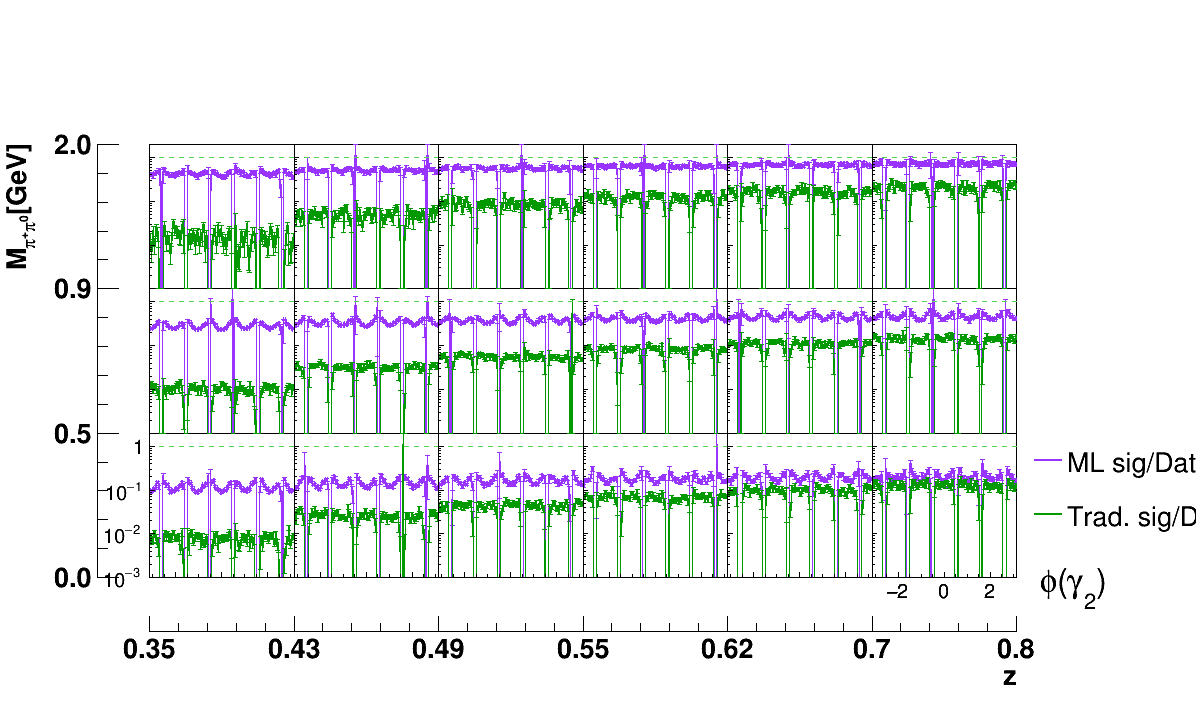 M π⁺π⁰ [GeV]
2.0
0.9
0.5
0.0
1
10⁻¹
10⁻²
10⁻³
ML sig/Dat
Trad. sig/D
−2 0 2
ϕ(γ₂)
0.35 0.43 0.49 0.55 0.62 0.7 0.8
z